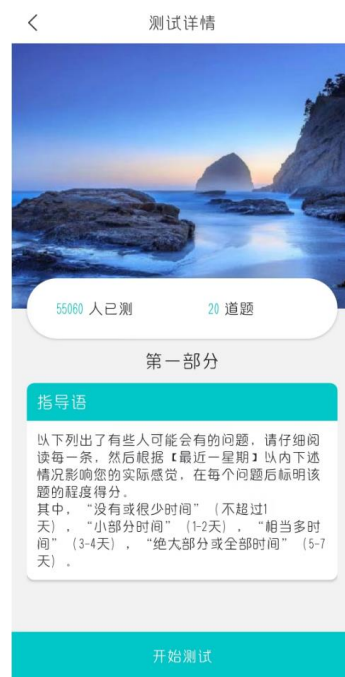 测试详情
55060 人已测 20 道题
第一部分
指导语
以下列出了有些人可能会有的问题，请仔细阅
读每一条，然后根据【最近一星期】以内下述
情况影响您的实际感觉，在每个问题后标明该
题的程度得分。
其中，“没有或很少时间”（不超过1
天），“小部分时间”（1-2天），“相当多时
间”（3-4天），“绝大部分或全部时间”（5-7
天）。
开始测试